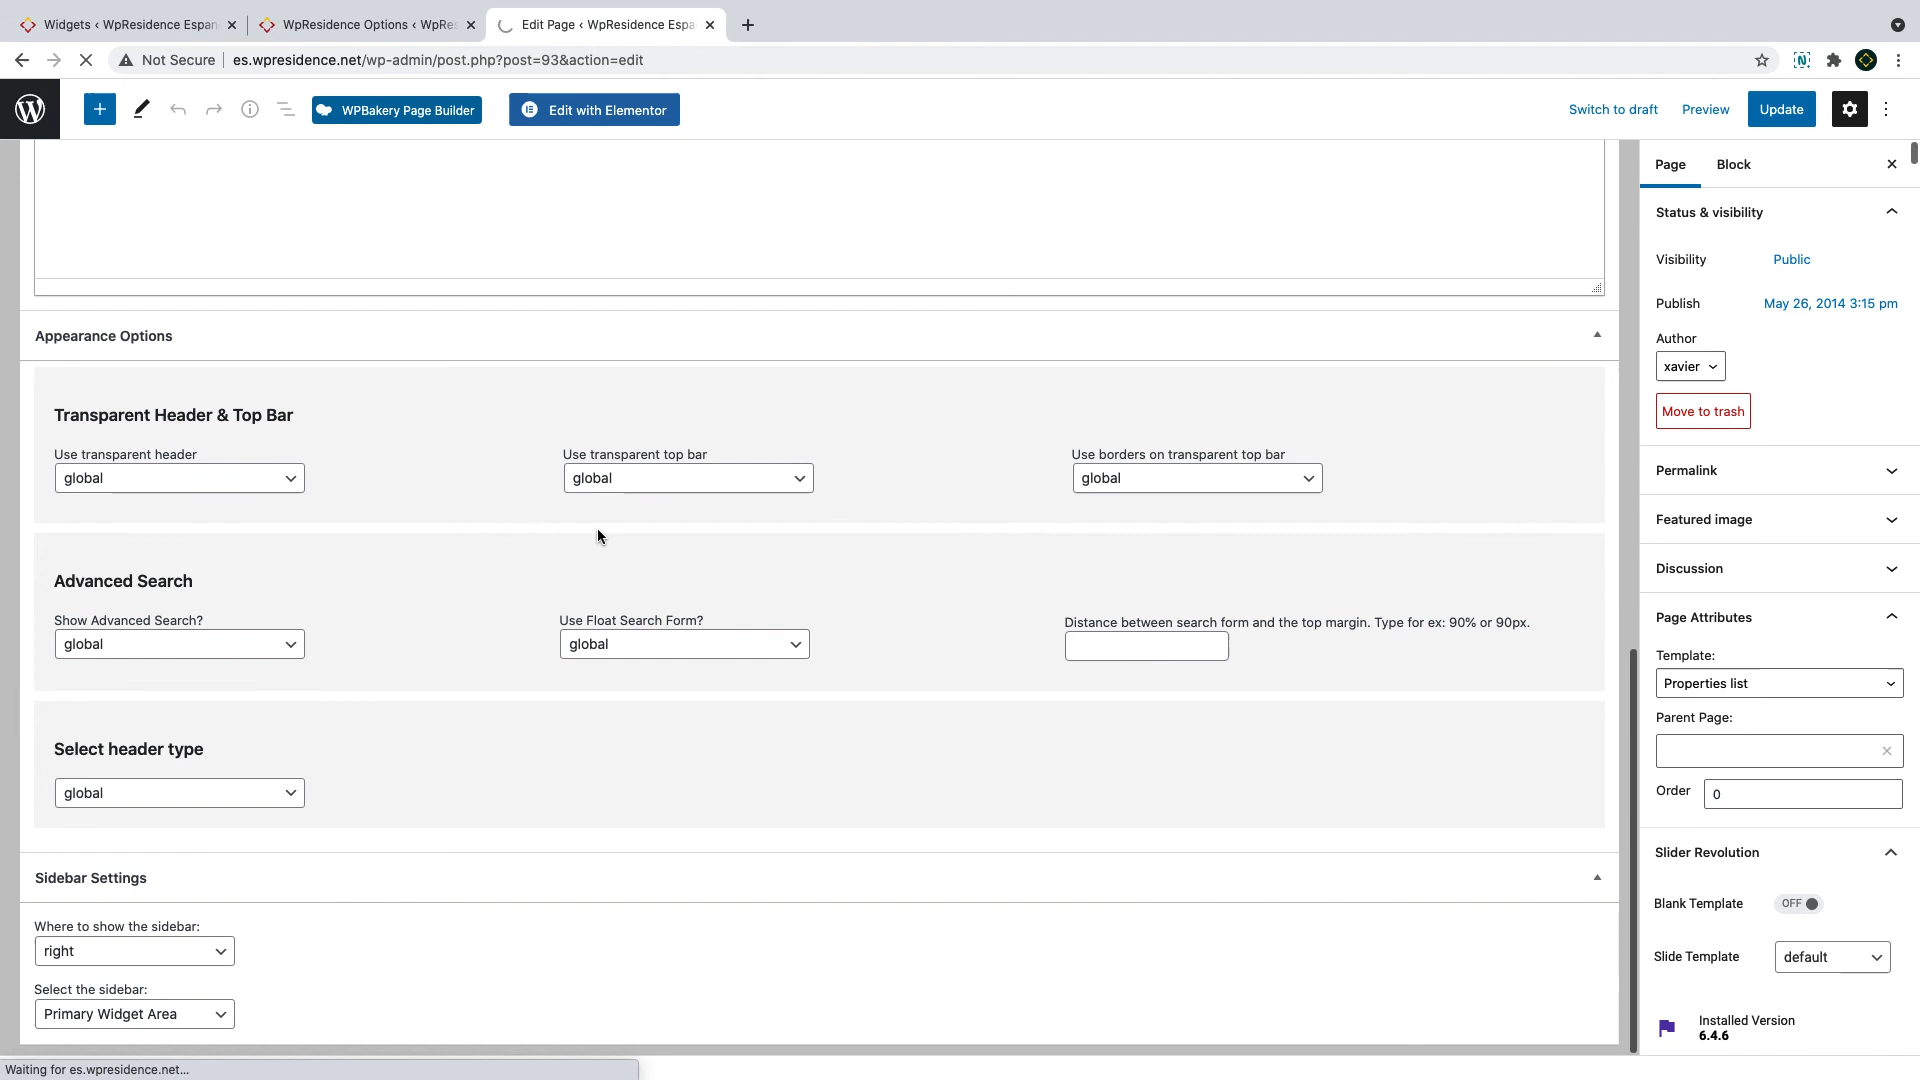 Widgets ‹ WpResidence Espan
WpResidence Options ‹ WpRes
Edit Page ‹ WpResidence Espa
Not Secure
es.wpresidence.net/wp-admin/post.php?post=93&action=edit
WPBakery Page Builder
Edit with Elementor
Switch to draft
Preview
Update
Page
Block
Status & visibility
Visibility
Public
Publish
May 26, 2014 3:15 pm
Author
xavier
Move to trash
Permalink
Featured image
Discussion
Page Attributes
Template:
Properties list
Parent Page:
Order
0
Slider Revolution
Blank Template
OFF
Slide Template
default
Installed Version
6.4.6
Appearance Options
Transparent Header & Top Bar
Use transparent header
global
Use transparent top bar
global
Use borders on transparent top bar
global
Advanced Search
Show Advanced Search?
global
Use Float Search Form?
global
Distance between search form and the top margin. Type for ex: 90% or 90px.
Select header type
global
Sidebar Settings
Where to show the sidebar:
right
Select the sidebar:
Primary Widget Area
Waiting for es.wpresidence.net...